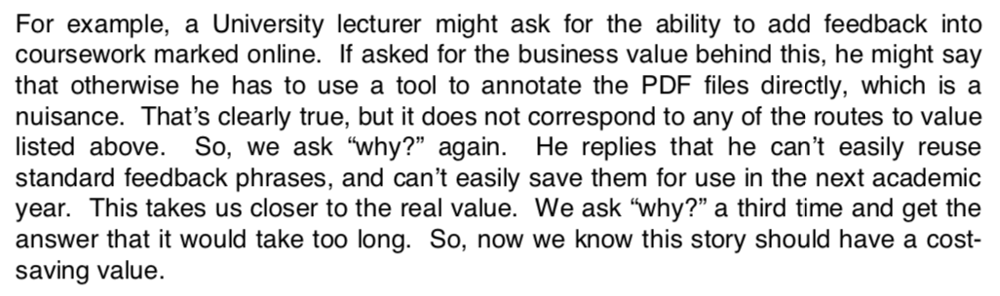 For example, a University lecturer might ask for the ability to add feedback into
coursework marked online.  If asked for the business value behind this, he might say
that otherwise he has to use a tool to annotate the PDF files directly, which is a
nuisance.  That’s clearly true, but it does not correspond to any of the routes to value
listed above.  So, we ask “why?” again.  He replies that he can’t easily reuse
standard feedback phrases, and can’t easily save them for use in the next academic
year.  This takes us closer to the real value.  We ask “why?” a third time and get the
answer that it would take too long.  So, now we know this story should have a cost-
saving value.